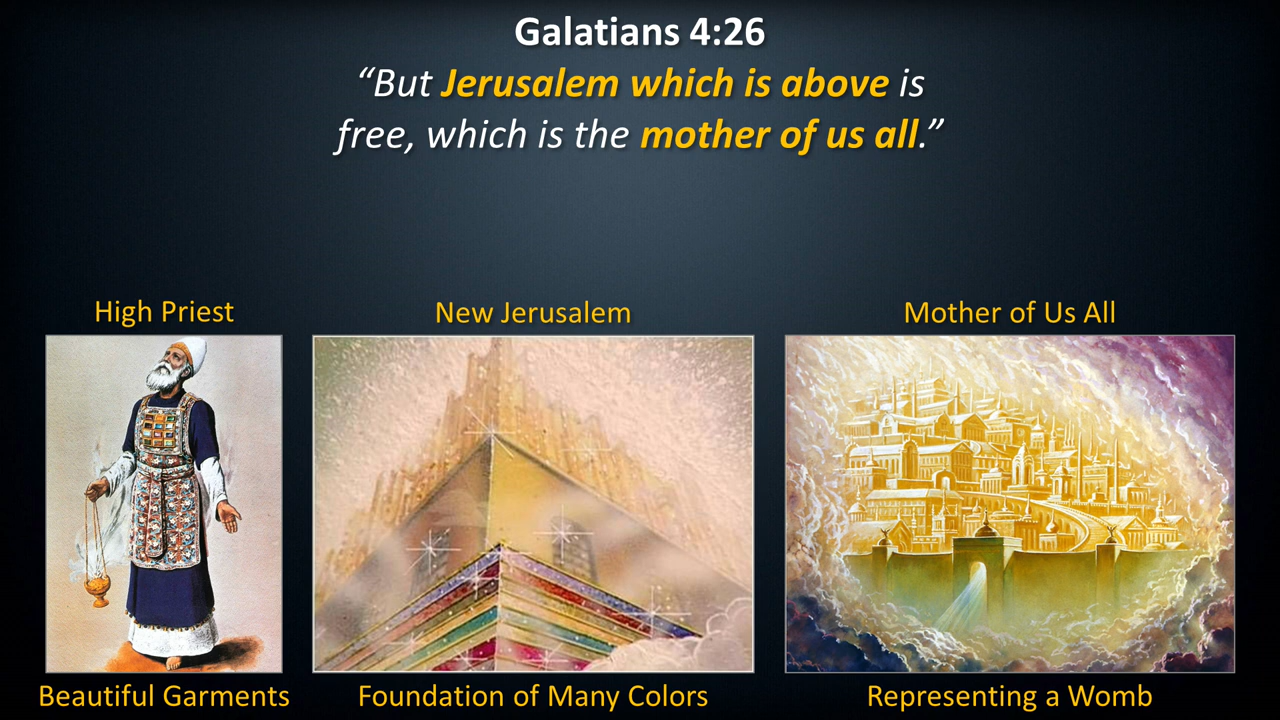 Galatians 4:26
“But Jerusalem which is above is
free, which is the mother of us all.”
High Priest
New Jerusalem
Mother of Us All
Beautiful Garments
Foundation of Many Colors
Representing a Womb